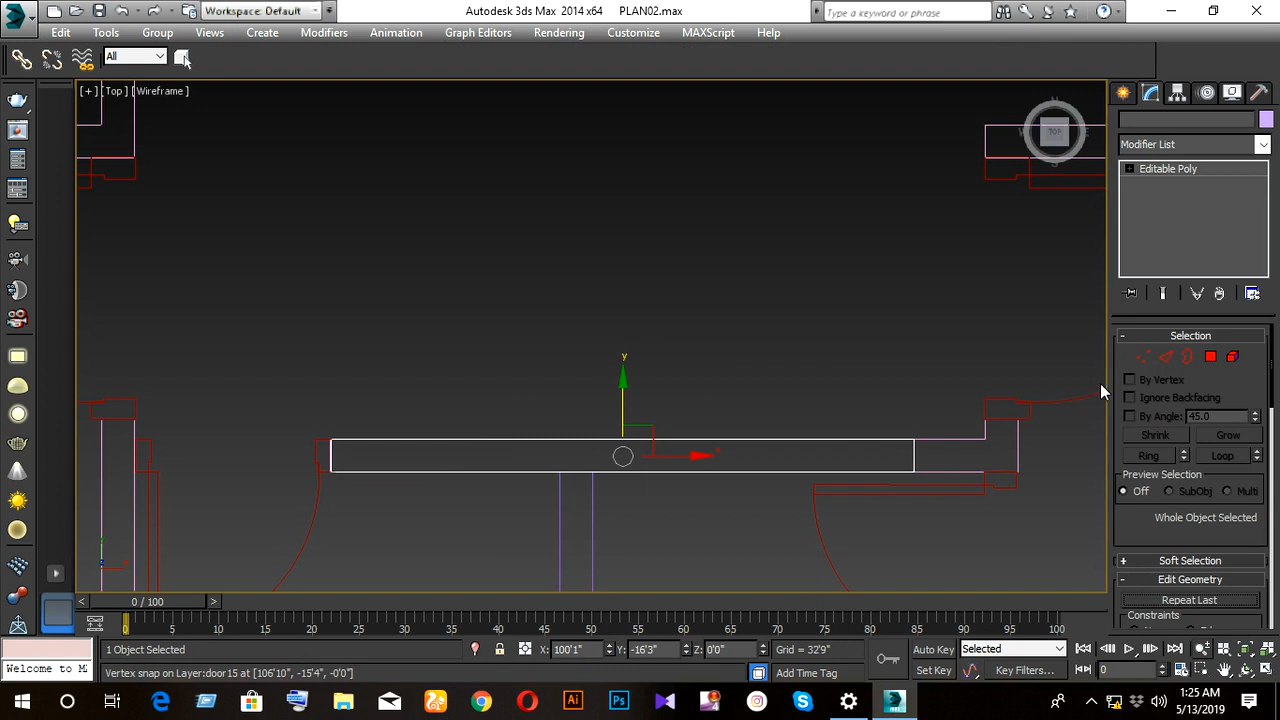 Workspace: Default
Autodesk 3ds Max 2014 x64 PLAN02.max
Type a keyword or phrase
Edit Tools Group Views Create Modifiers Animation Graph Editors Rendering Customize MAXScript Help
All
[ + ] [ Top ] [ Wireframe ]
N
W TOP
S
Modifier List
Editable Poly
Selection
By Vertex
Ignore Backfacing
By Angle: 45.0
Shrink Grow
Ring Loop
Preview Selection
Off SubObj Multi
Whole Object Selected
Soft Selection
Edit Geometry
Repeat Last
Constraints
y
x
0 / 100
0 5 10 15 20 25 30 35 40 45 50 55 60 65 70 75 80 85 90 95 100
1 Object Selected X: 100'1" Y: -16'3" Z: 0'0" Grid = 32'9" Auto Key Selected
Welcome to M Vertex snap on Layer:door15 at [106'10", -15'4", -0'0"] Add Time Tag Set Key Key Filters... 0
1:25 AM
5/13/2019